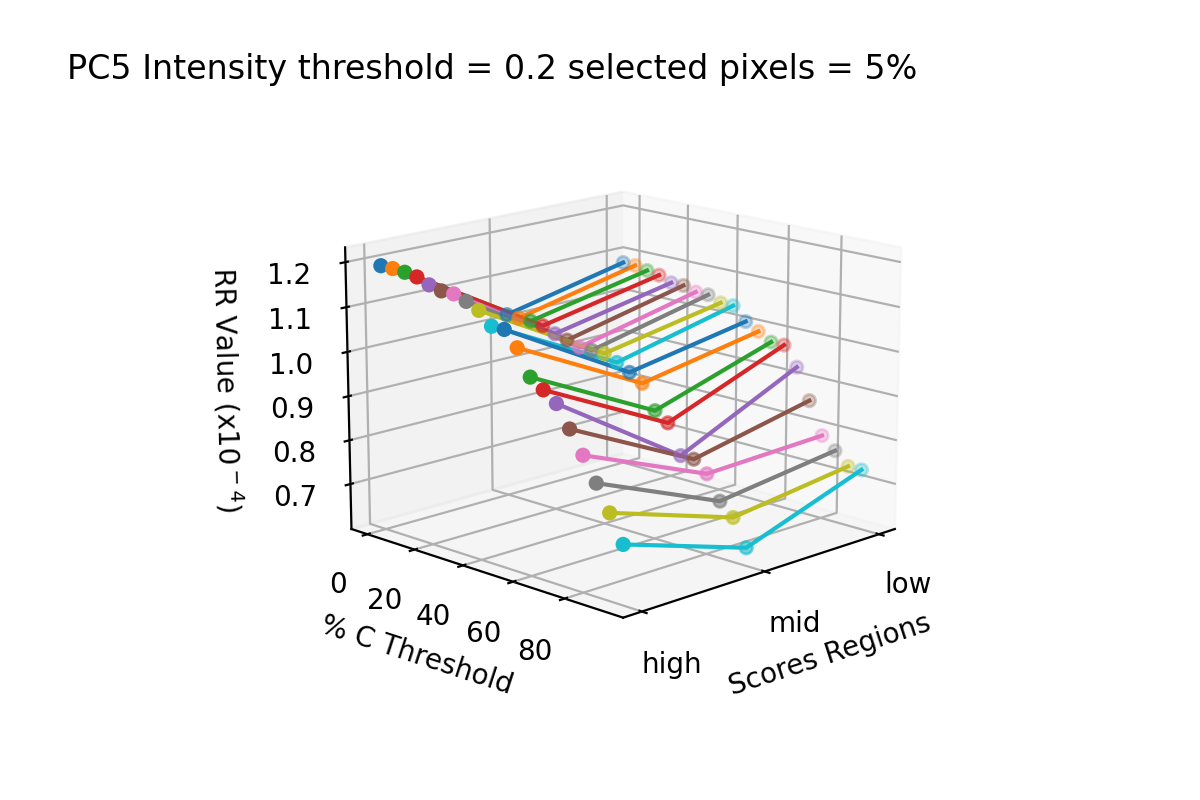 PC5 Intensity threshold = 0.2 selected pixels = 5%
RR Value (x10⁻⁴)
1.2
1.1
1.0
0.9
0.8
0.7
0
20
40
60
80
% C Threshold
high
mid
low
Scores Regions